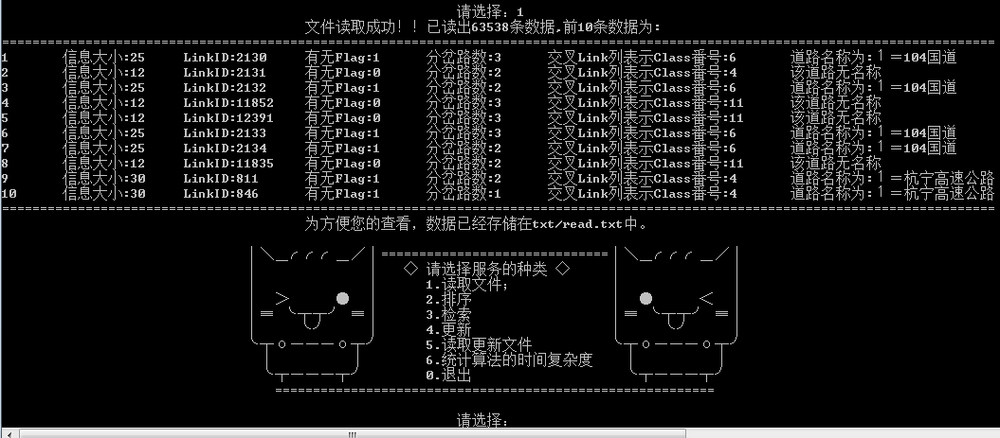 请选择：1
文件读取成功！！已读出63538条数据,前10条数据为：
1 信息大小:25 LinkID:2130 有无Flag:1 分岔路数:3 交叉Link列表示Class番号:6 道路名称为：1＝104国道
2 信息大小:12 LinkID:2131 有无Flag:0 分岔路数:2 交叉Link列表示Class番号:4 该道路无名称
3 信息大小:25 LinkID:2132 有无Flag:1 分岔路数:2 交叉Link列表示Class番号:6 道路名称为：1＝104国道
4 信息大小:12 LinkID:11852 有无Flag:0 分岔路数:3 交叉Link列表示Class番号:11 该道路无名称
5 信息大小:12 LinkID:12391 有无Flag:0 分岔路数:3 交叉Link列表示Class番号:11 该道路无名称
6 信息大小:25 LinkID:2133 有无Flag:1 分岔路数:3 交叉Link列表示Class番号:6 道路名称为：1＝104国道
7 信息大小:25 LinkID:2134 有无Flag:1 分岔路数:2 交叉Link列表示Class番号:6 道路名称为：1＝104国道
8 信息大小:12 LinkID:11835 有无Flag:0 分岔路数:2 交叉Link列表示Class番号:11 该道路无名称
9 信息大小:30 LinkID:811 有无Flag:1 分岔路数:2 交叉Link列表示Class番号:4 道路名称为：1＝杭宁高速公路
10 信息大小:30 LinkID:846 有无Flag:1 分岔路数:1 交叉Link列表示Class番号:4 道路名称为：1＝杭宁高速公路
为方便您的查看，数据已经存储在txt/read.txt中。
◇ 请选择服务的种类 ◇
1.读取文件；
2.排序
3.检索
4.更新
5.读取更新文件
6.统计算法的时间复杂度
0.退出
请选择：